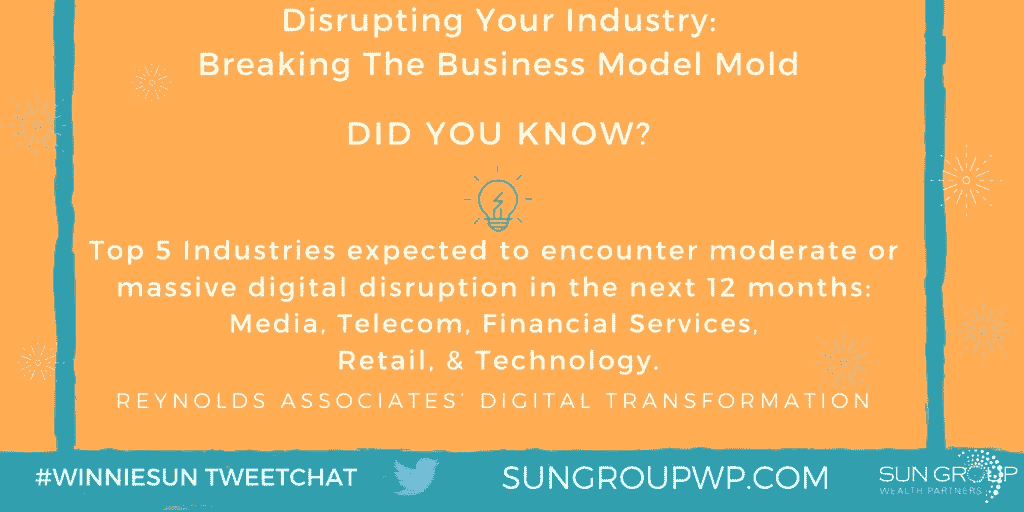 Disrupting Your Industry:
Breaking The Business Model Mold
DID YOU KNOW?
Top 5 Industries expected to encounter moderate or
massive digital disruption in the next 12 months:
Media, Telecom, Financial Services,
Retail, & Technology.
REYNOLDS ASSOCIATES' DIGITAL TRANSFORMATION
#WINNIESUN TWEETCHAT
SUNGROUPWP.COM
SUN GROUP
WEALTH PARTNERS